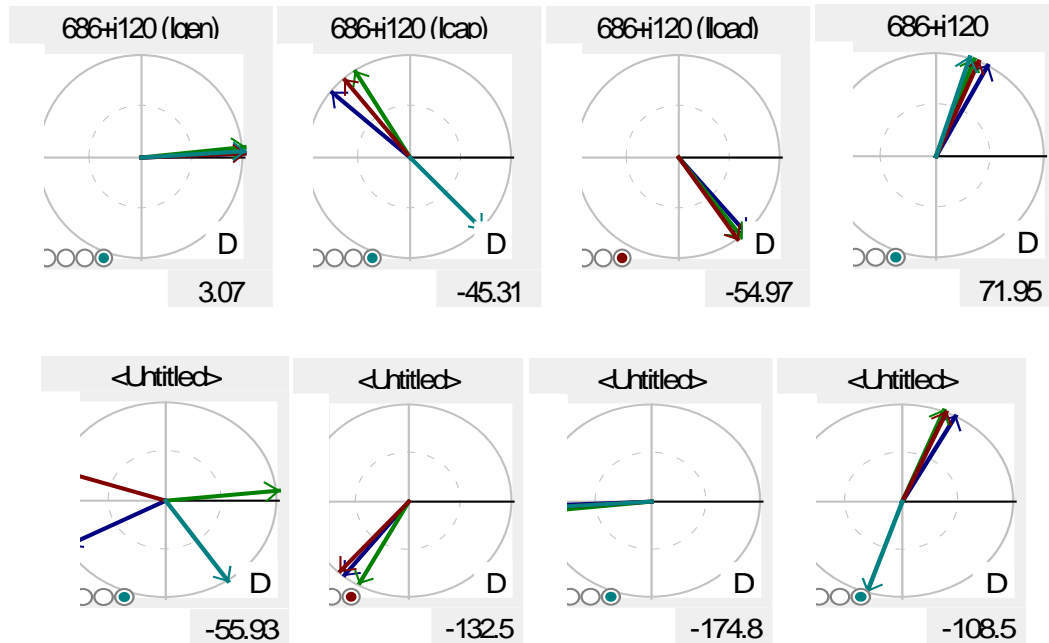 686+j120 (Igen)
686+j120 (Icap)
686+j120 (Iload)
686+j120
D
D
D
D
3.07
-45.31
-54.97
71.95
<Untitled>
<Untitled>
<Untitled>
<Untitled>
D
D
D
D
-55.93
-132.5
-174.8
-108.5